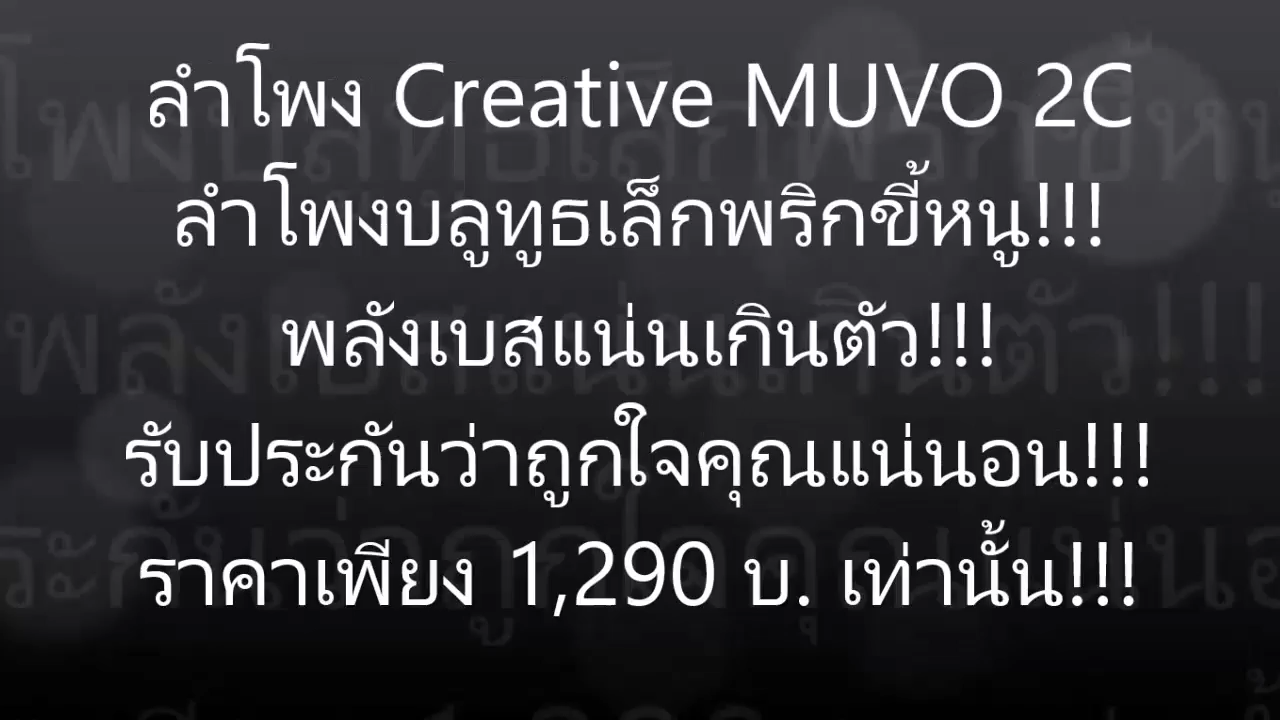 ลำโพง Creative MUVO 2C
ลำโพงบลูทูธเล็กพริกขี้หนู!!!
พลังเบสแน่นเกินตัว!!!
รับประกันว่าถูกใจคุณแน่นอน!!!
ราคาเพียง 1,290 บ. เท่านั้น!!!